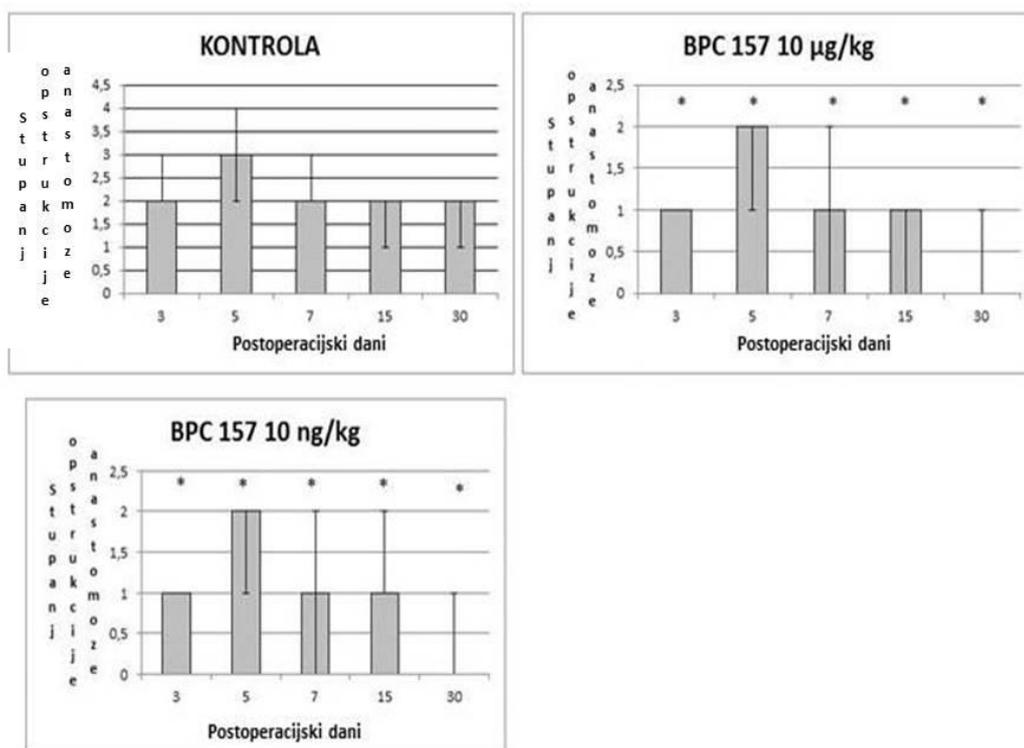 KONTROLA
Stupanj
opstrukcije
anastomoze
4,5
4
3,5
3
2,5
2
1,5
1
0,5
0
3 5 7 15 30
Postoperacijski dani
BPC 157 10 µg/kg
Stupanj
opstrukcije
anastomoze
2,5
* * * * *
2
1,5
1
0,5
0
3 5 7 15 30
Postoperacijski dani
BPC 157 10 ng/kg
Stupanj
opstrukcije
anastomoze
2,5
* * * * *
2
1,5
1
0,5
0
3 5 7 15 30
Postoperacijski dani